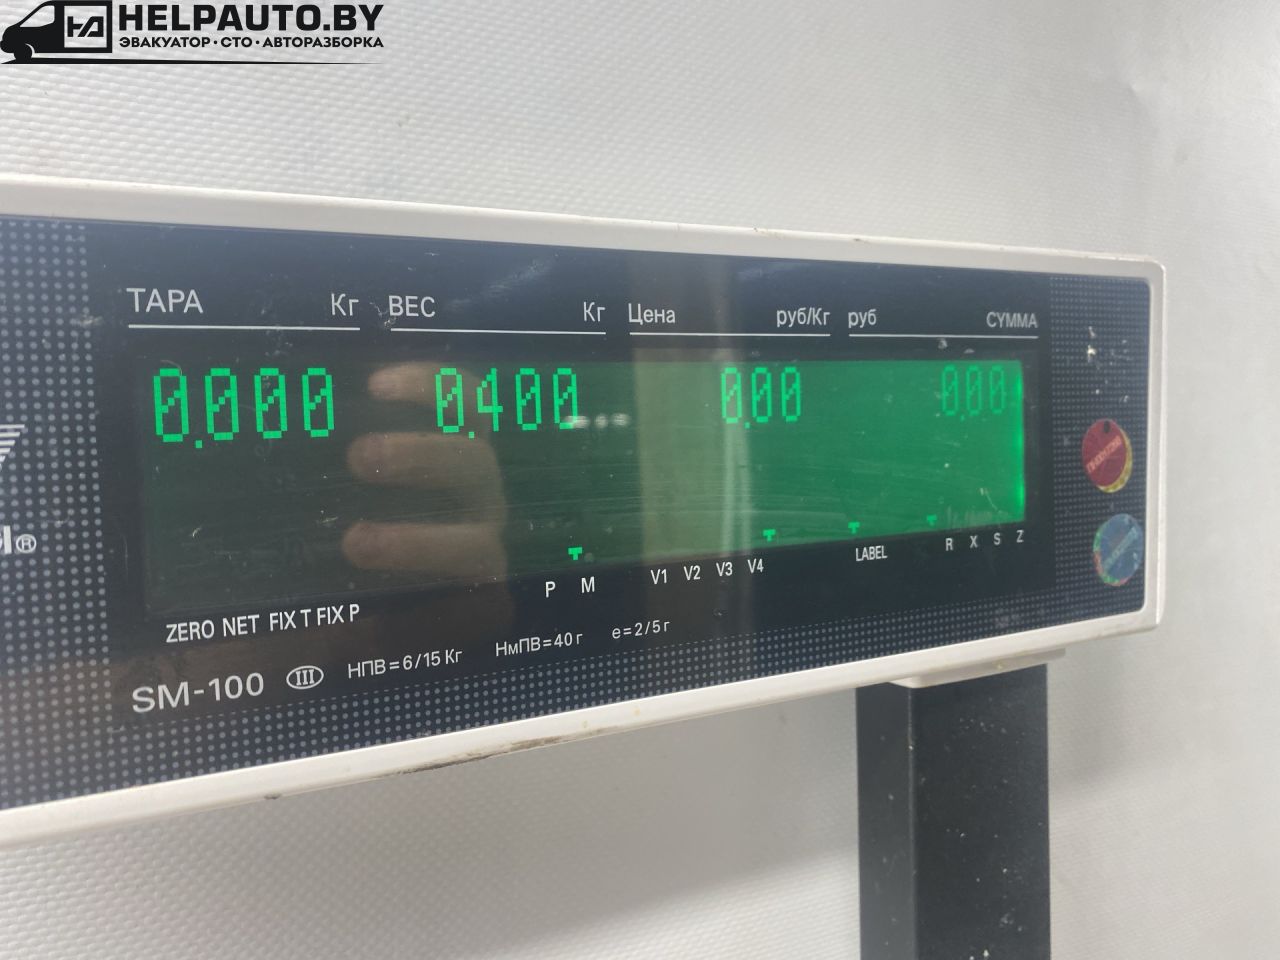 HELPAUTO.BY
ЭВАКУАТОР · СТО · АВТОРАЗБОРКА
ТАРА Кг ВЕС Кг Цена руб/Кг руб СУММА
0.000 0.400 0.00 0.00
P M V1 V2 V3 V4 LABEL R X S Z
ZERO NET FIX T FIX P
SM-100 III НПВ=6/15 Кг НмПВ=40 г e=2/5 г